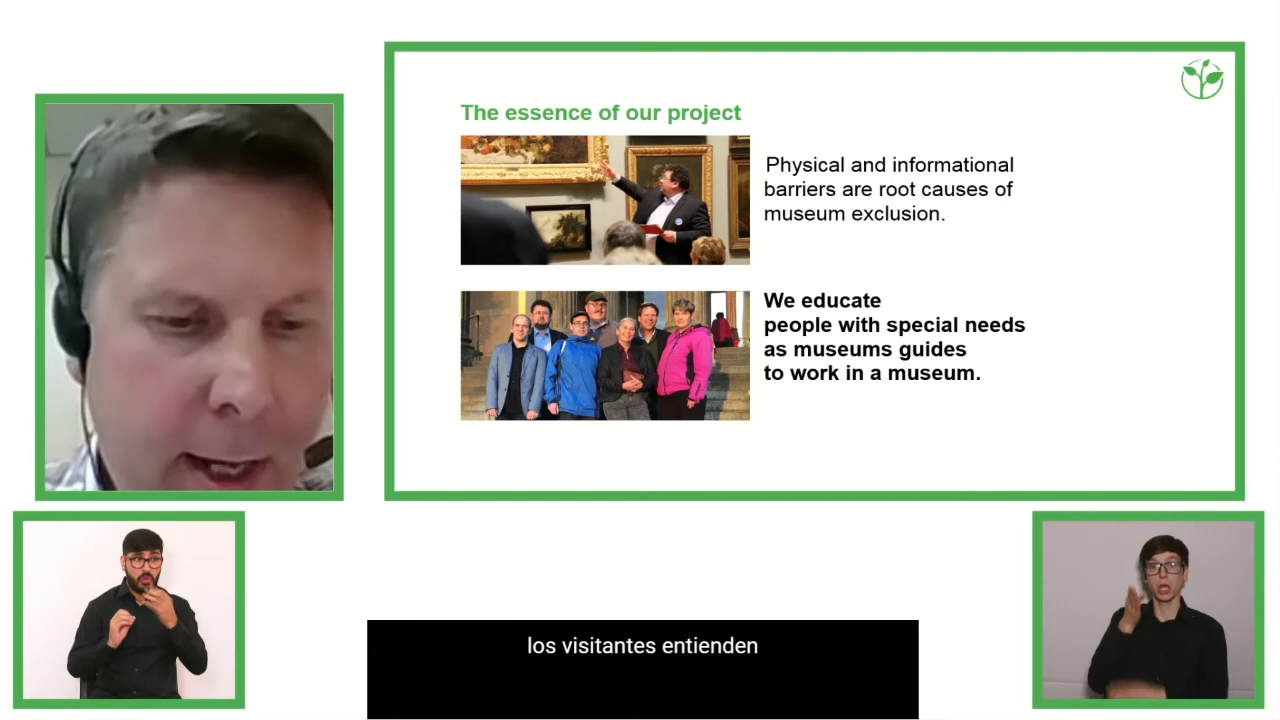 The essence of our project
Physical and informational
barriers are root causes of
museum exclusion.
We educate
people with special needs
as museums guides
to work in a museum.
los visitantes entienden